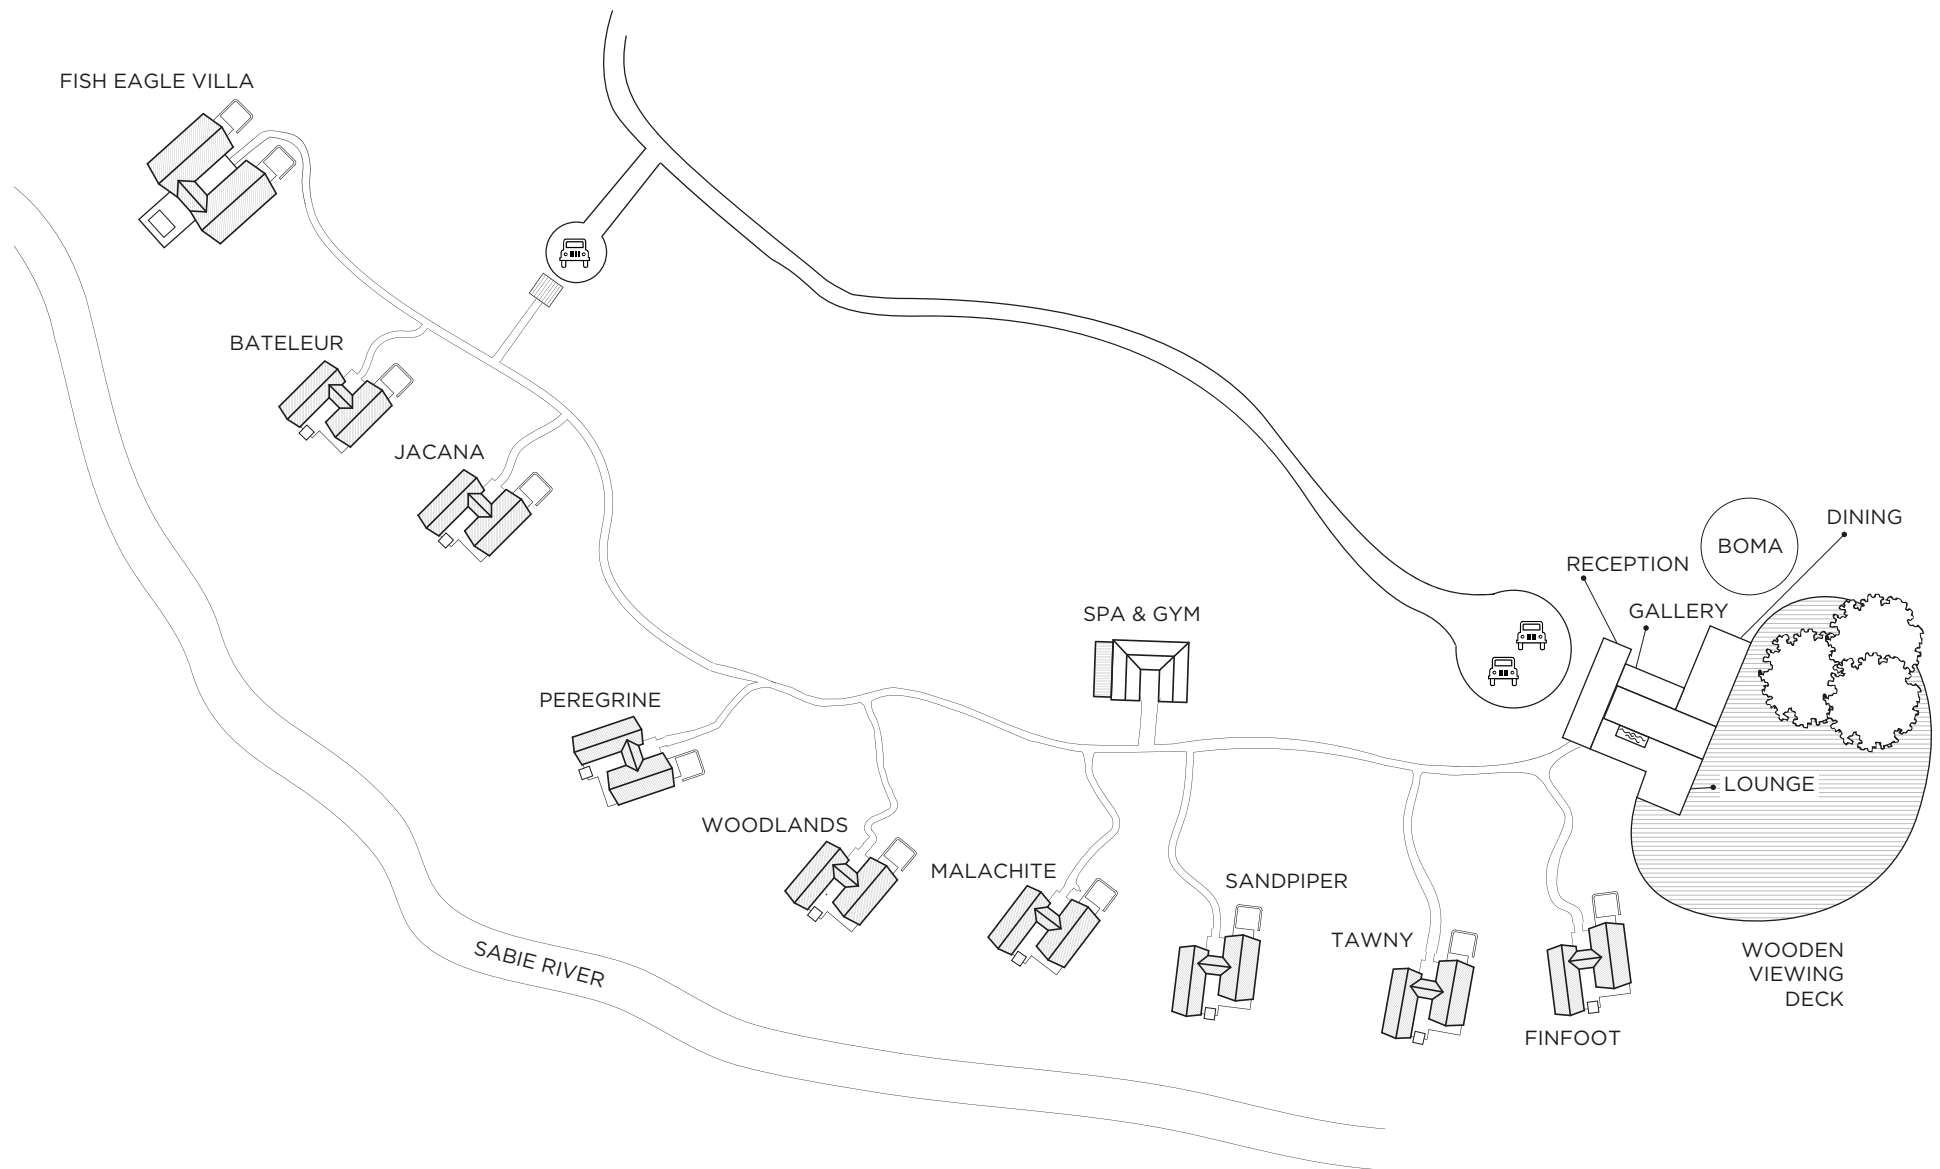 FISH EAGLE VILLA
BATELEUR
JACANA
DINING
BOMA
RECEPTION
GALLERY
SPA & GYM
PEREGRINE
LOUNGE
WOODLANDS
MALACHITE
SANDPIPER
TAWNY
SABIE RIVER
WOODEN
VIEWING
DECK
FINFOOT